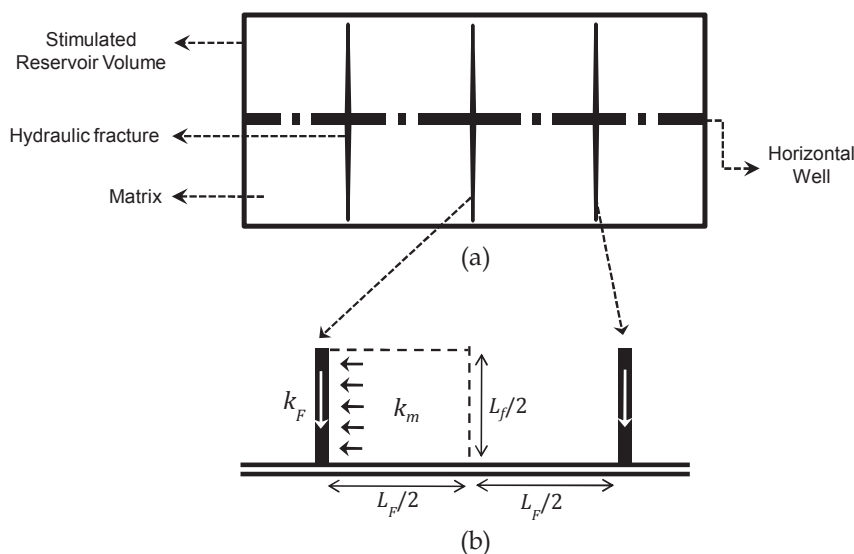 Stimulated
Reservoir Volume
Hydraulic fracture
Matrix
Horizontal
Well
(a)
k_F
k_m
L_f/2
L_F/2
L_F/2
(b)